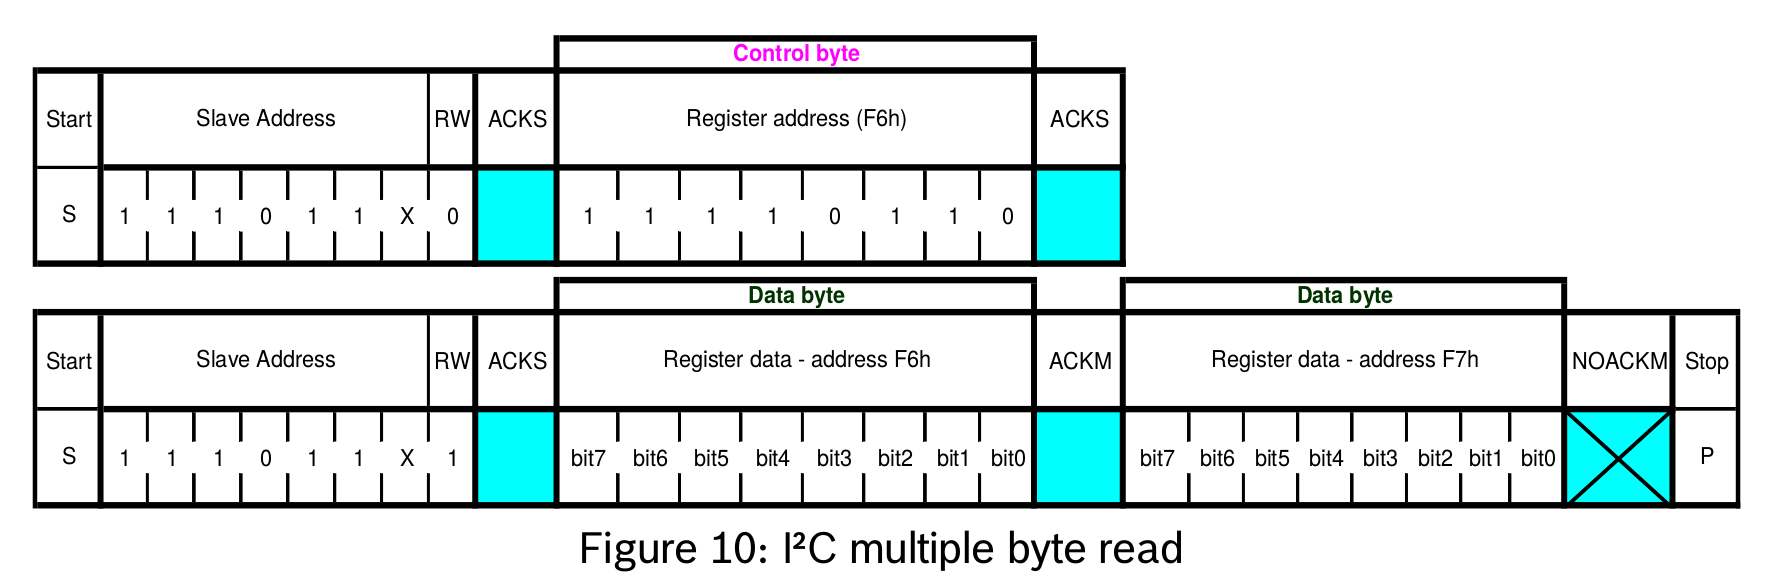 Control byte
Start Slave Address RW ACKS Register address (F6h) ACKS
S 1 1 1 0 1 1 X 0 1 1 1 1 0 1 1 0
Data byte Data byte
Start Slave Address RW ACKS Register data - address F6h ACKM Register data - address F7h NOACKM Stop
S 1 1 1 0 1 1 X 1 bit7 bit6 bit5 bit4 bit3 bit2 bit1 bit0 bit7 bit6 bit5 bit4 bit3 bit2 bit1 bit0 P
Figure 10: I²C multiple byte read